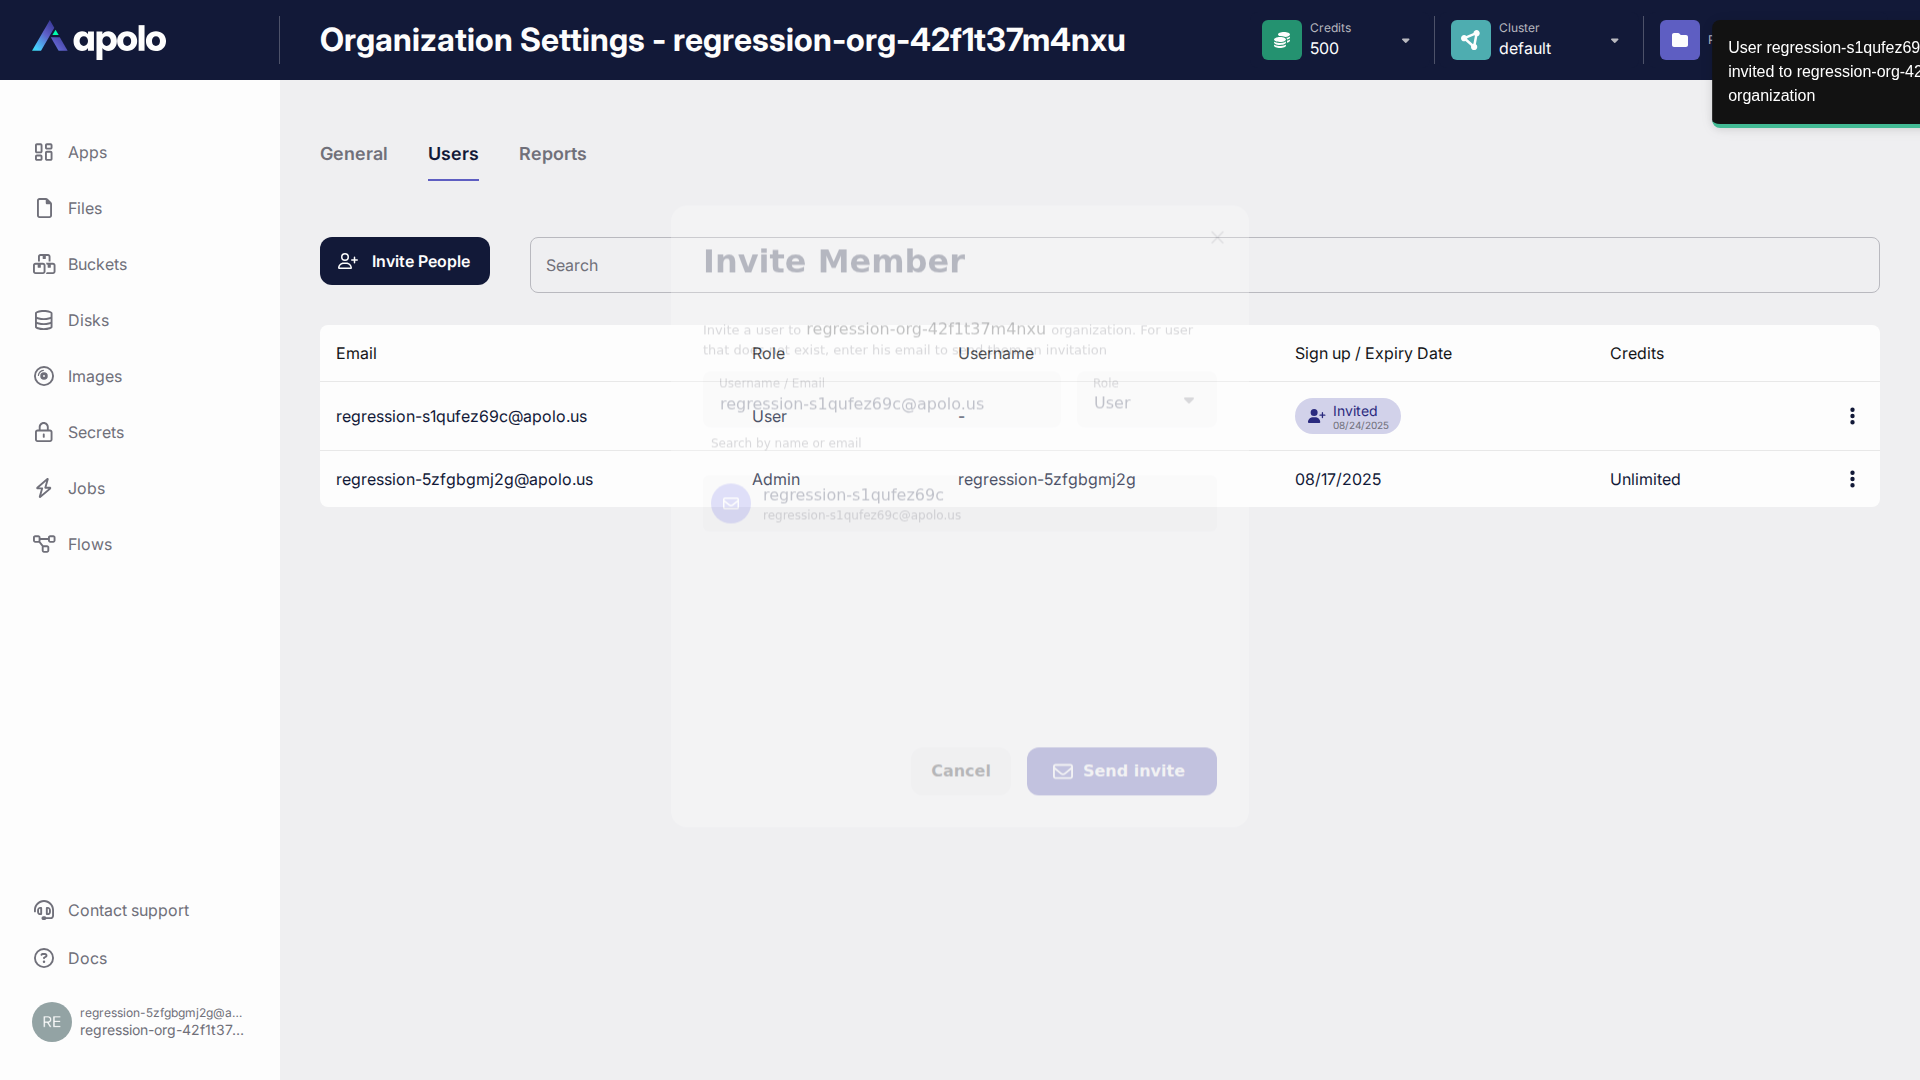 apolo
Organization Settings - regression-org-42f1t37m4nxu
Credits
500
Cluster
default
User regression-s1qufez69
invited to regression-org-42
organization
Apps
Files
Buckets
Disks
Images
Secrets
Jobs
Flows
Contact support
Docs
RE
regression-5zfgbgmj2g@a...
regression-org-42f1t37...
General
Users
Reports
Invite People
Search
Email
Role
Username
Sign up / Expiry Date
Credits
regression-s1qufez69c@apolo.us
User
-
Invited
08/24/2025
regression-5zfgbgmj2g@apolo.us
Admin
regression-5zfgbgmj2g
08/17/2025
Unlimited
Invite Member
Invite a user to regression-org-42f1t37m4nxu organization. For user
that does not exist, enter his email to send them an invitation
Username / Email
regression-s1qufez69c@apolo.us
Role
User
Search by name or email
regression-s1qufez69c
regression-s1qufez69c@apolo.us
Cancel
Send invite